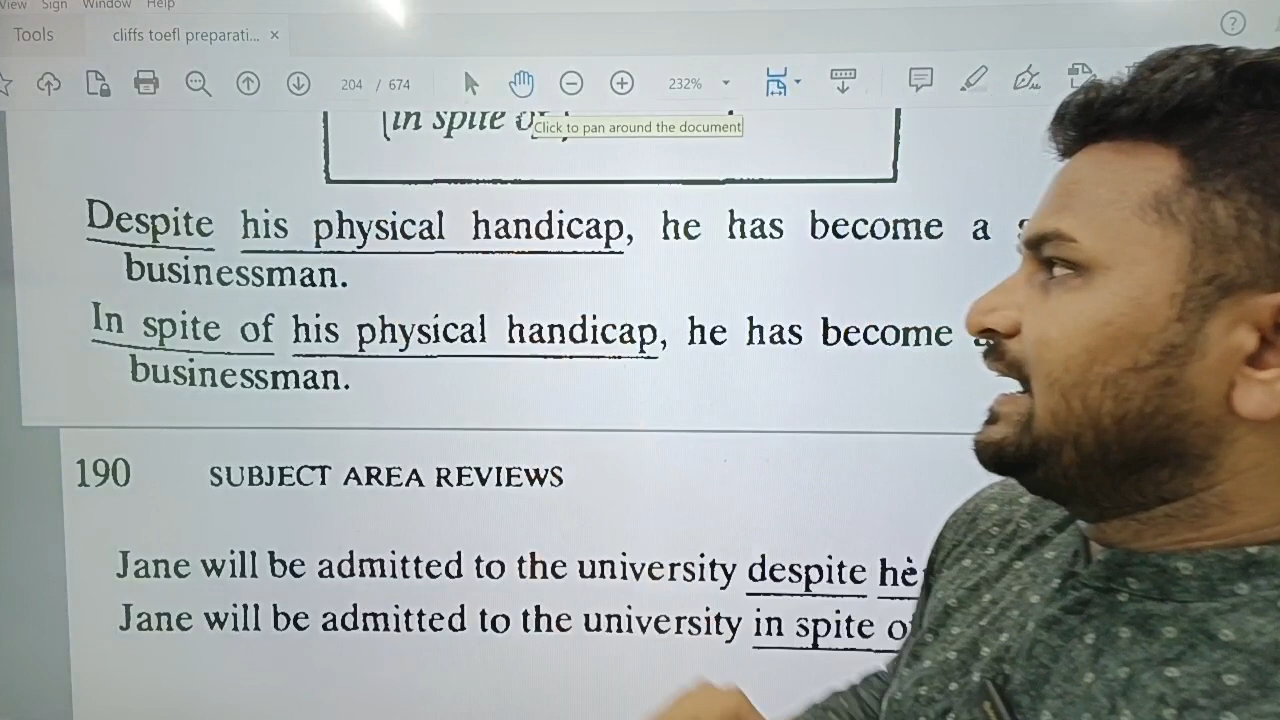 View Sign Window Help
Tools cliffs toefl preparati... ×
204 / 674 232%
(in spite
Click to pan around the document
Despite his physical handicap, he has become a
businessman.
In spite of his physical handicap, he has become
businessman.
190 SUBJECT AREA REVIEWS
Jane will be admitted to the university despite
Jane will be admitted to the university in spite